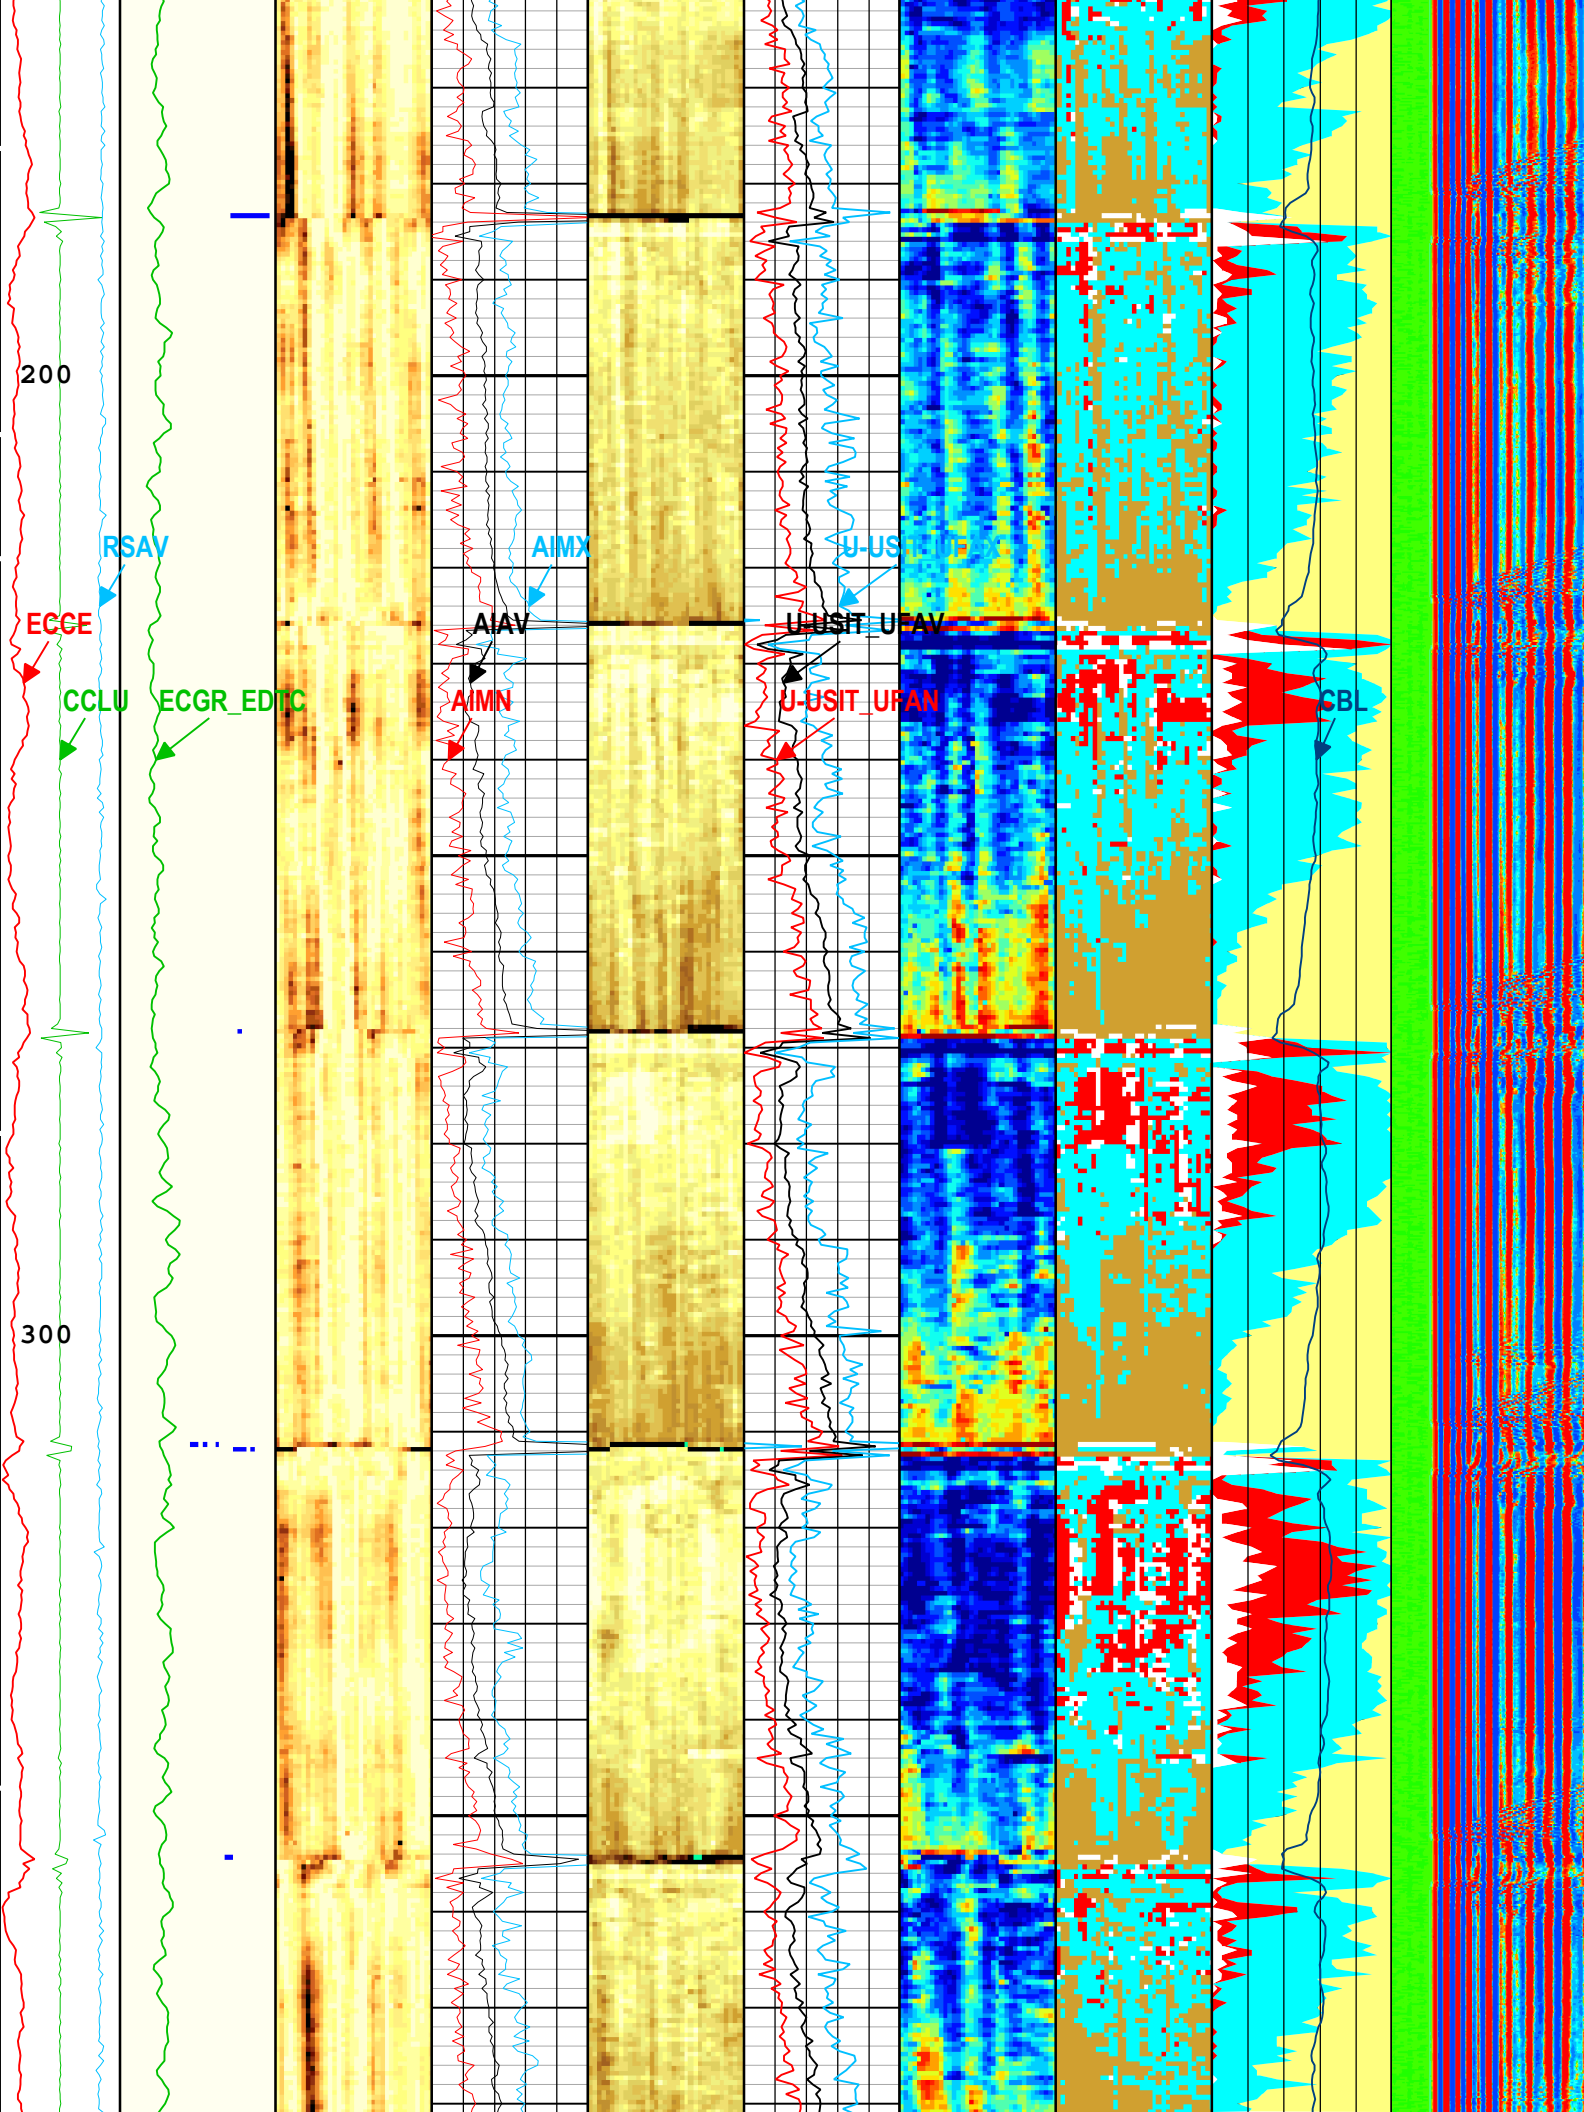 200
RSAV
AIMX
ECCE
AIAV
U-USIT_UFAV
CCLU
ECGR_EDTC
AIMN
U-USIT_UFAN
CBL
300